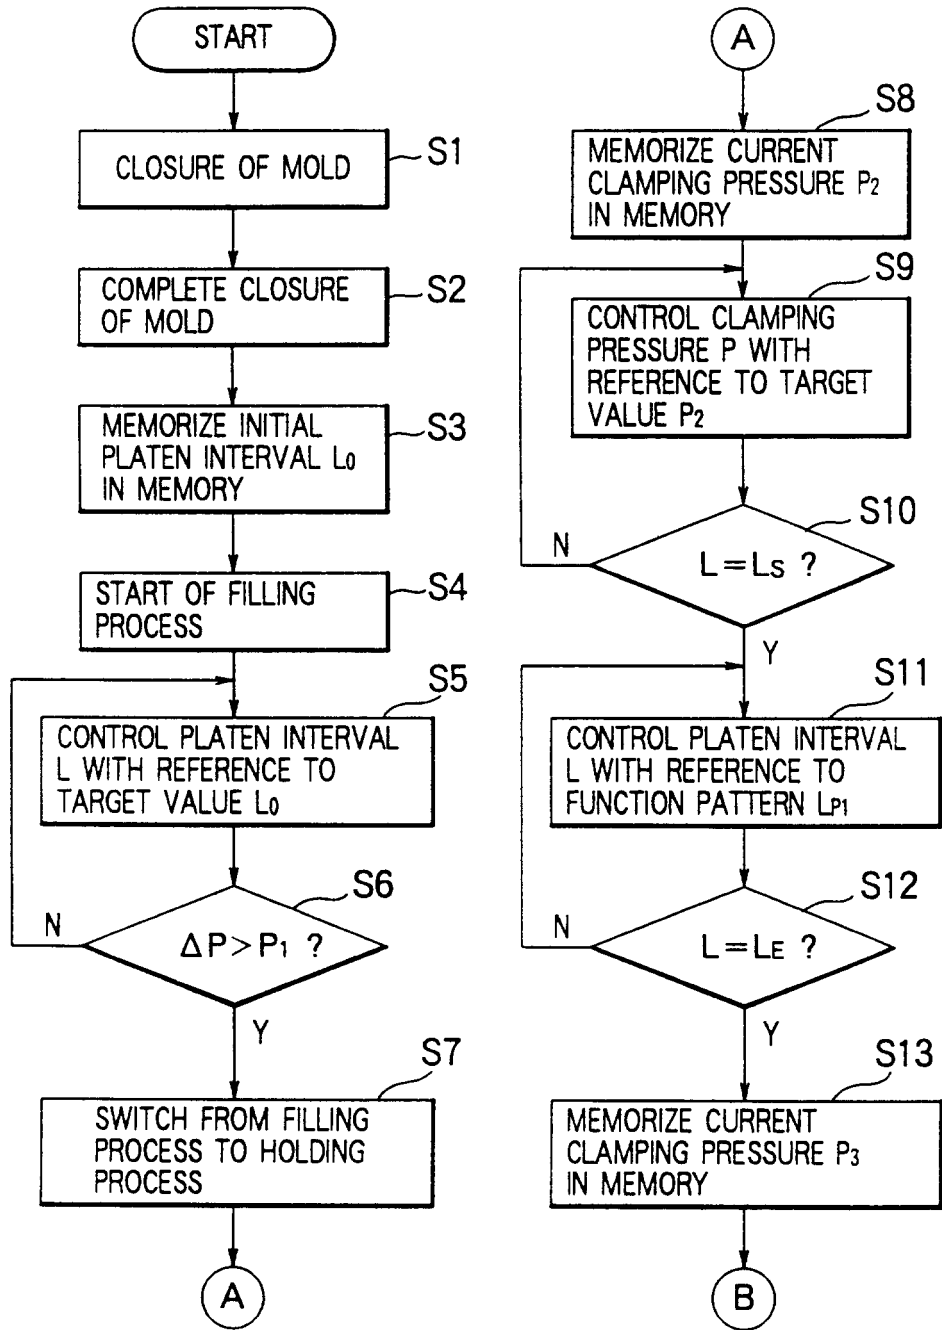 START
CLOSURE OF MOLD
S1
COMPLETE CLOSURE
OF MOLD
S2
MEMORIZE INITIAL
PLATEN INTERVAL L0
IN MEMORY
S3
START OF FILLING
PROCESS
S4
CONTROL PLATEN INTERVAL
L WITH REFERENCE TO
TARGET VALUE L0
S5
ΔP>P1 ?
S6
N
Y
SWITCH FROM FILLING
PROCESS TO HOLDING
PROCESS
S7
A
A
MEMORIZE CURRENT
CLAMPING PRESSURE P2
IN MEMORY
S8
CONTROL CLAMPING
PRESSURE P WITH
REFERENCE TO TARGET
VALUE P2
S9
L=LS ?
S10
N
Y
CONTROL PLATEN INTERVAL
L WITH REFERENCE TO
FUNCTION PATTERN LP1
S11
L=LE ?
S12
N
Y
MEMORIZE CURRENT
CLAMPING PRESSURE P3
IN MEMORY
S13
B